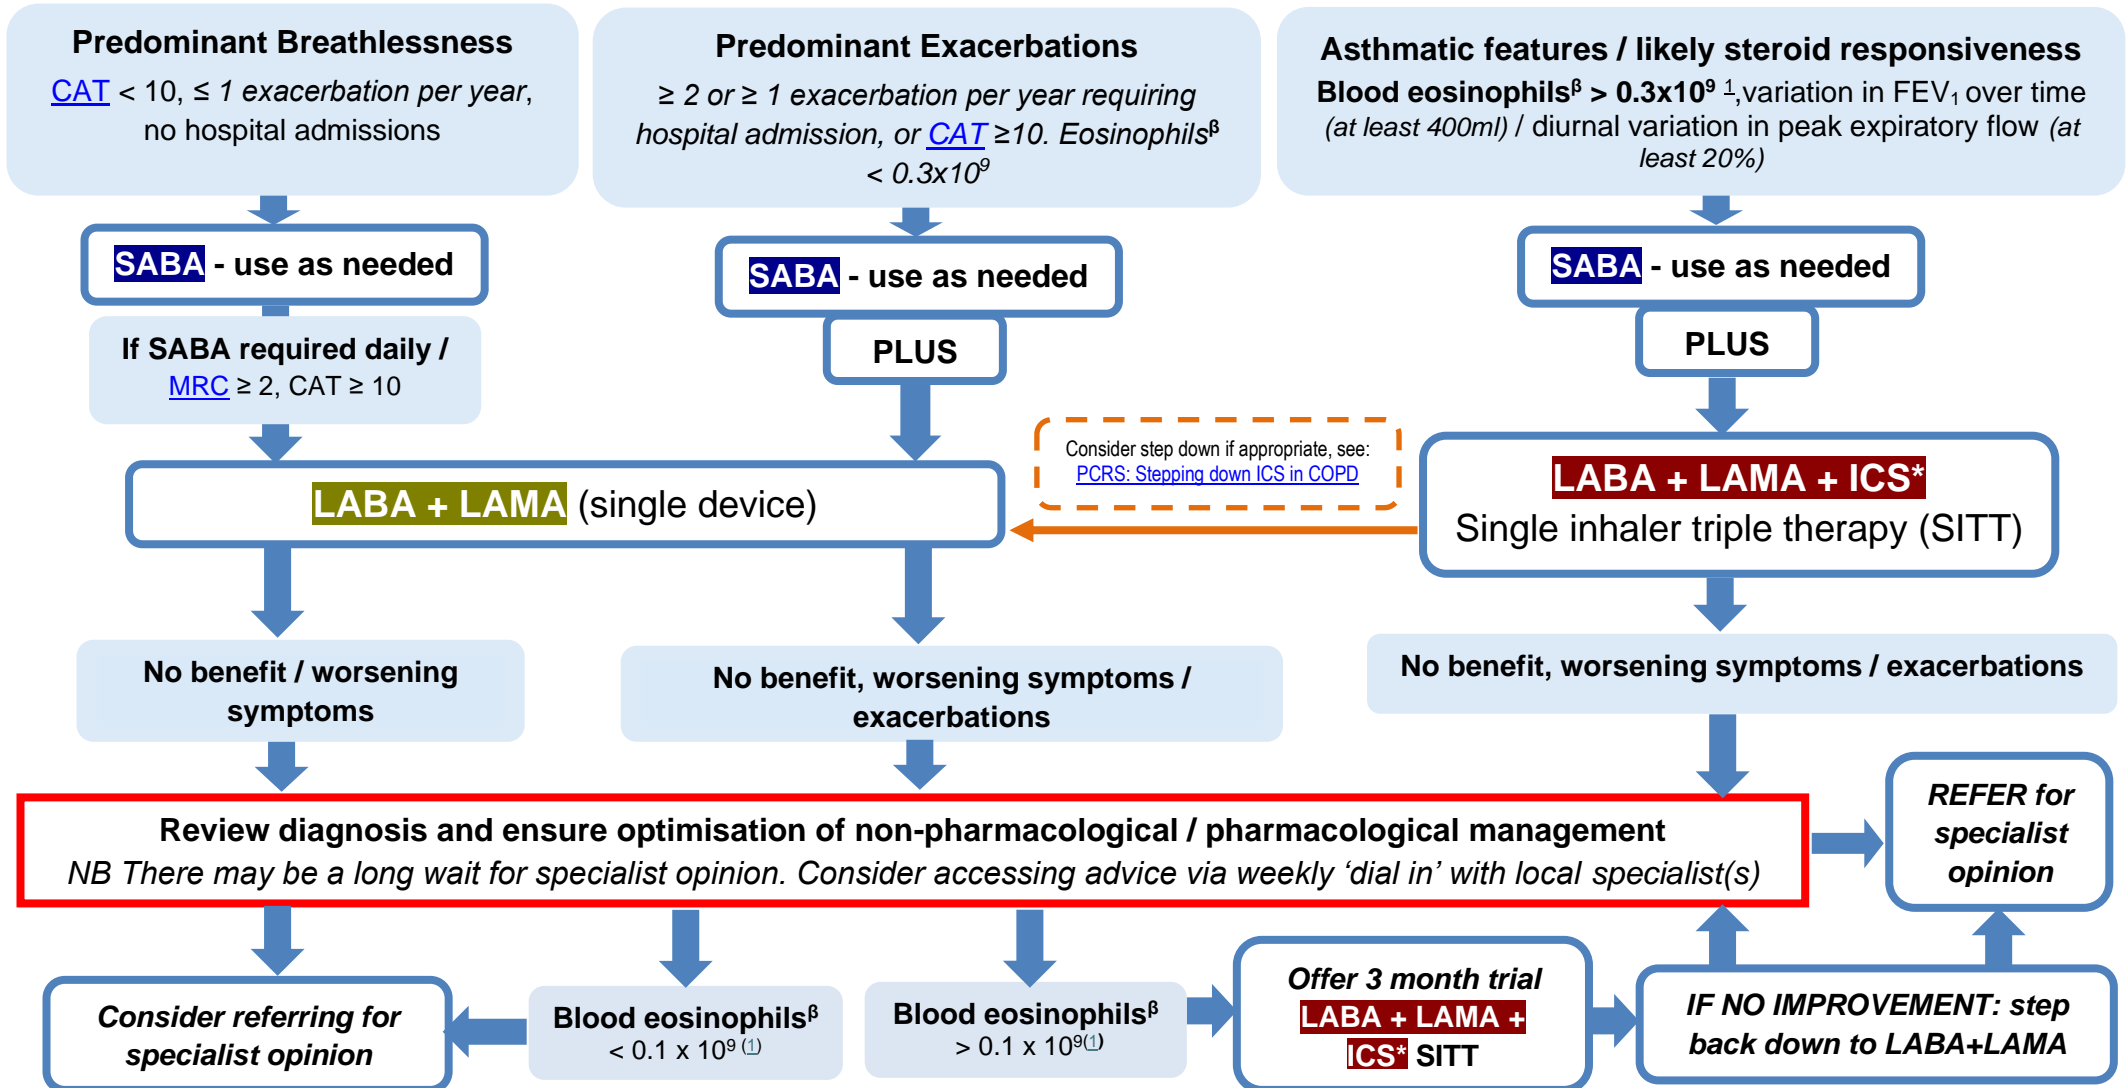 Predominant Breathlessness
CAT < 10, ≤ 1 exacerbation per year,
no hospital admissions
Predominant Exacerbations
≥ 2 or ≥ 1 exacerbation per year requiring
hospital admission, or CAT ≥10. Eosinophilsᵝ
< 0.3x10⁹
Asthmatic features / likely steroid responsiveness
Blood eosinophilsᵝ > 0.3x10⁹ ¹,variation in FEV₁ over time
(at least 400ml) / diurnal variation in peak expiratory flow (at
least 20%)
SABA - use as needed
SABA - use as needed
SABA - use as needed
If SABA required daily /
MRC ≥ 2, CAT ≥ 10
PLUS
PLUS
Consider step down if appropriate, see:
PCRS: Stepping down ICS in COPD
LABA + LAMA (single device)
LABA + LAMA + ICS*
Single inhaler triple therapy (SITT)
No benefit / worsening
symptoms
No benefit, worsening symptoms /
exacerbations
No benefit, worsening symptoms / exacerbations
Review diagnosis and ensure optimisation of non-pharmacological / pharmacological management
NB There may be a long wait for specialist opinion. Consider accessing advice via weekly ‘dial in’ with local specialist(s)
REFER for
specialist
opinion
Consider referring for
specialist opinion
Blood eosinophilsᵝ
< 0.1 x 10⁹ ⁽¹⁾
Blood eosinophilsᵝ
> 0.1 x 10⁹⁽¹⁾
Offer 3 month trial
LABA + LAMA +
ICS* SITT
IF NO IMPROVEMENT: step
back down to LABA+LAMA